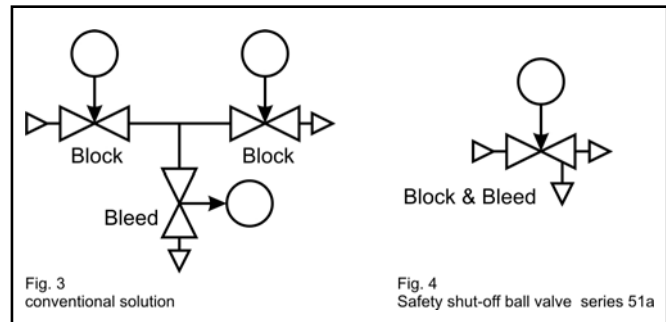 Block
Block
Bleed
Fig. 3
conventional solution
Block & Bleed
Fig. 4
Safety shut-off ball valve series 51a